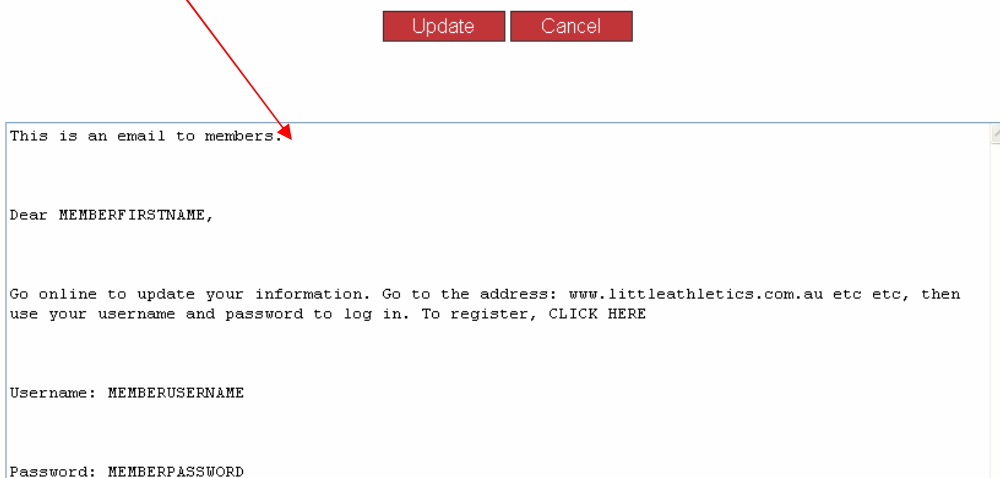 Update Cancel
This is an email to members.
Dear MEMBERFIRSTNAME,
Go online to update your information. Go to the address: www.littleathletics.com.au etc etc, then
use your username and password to log in. To register, CLICK HERE
Username: MEMBERUSERNAME
Password: MEMBERPASSWORD